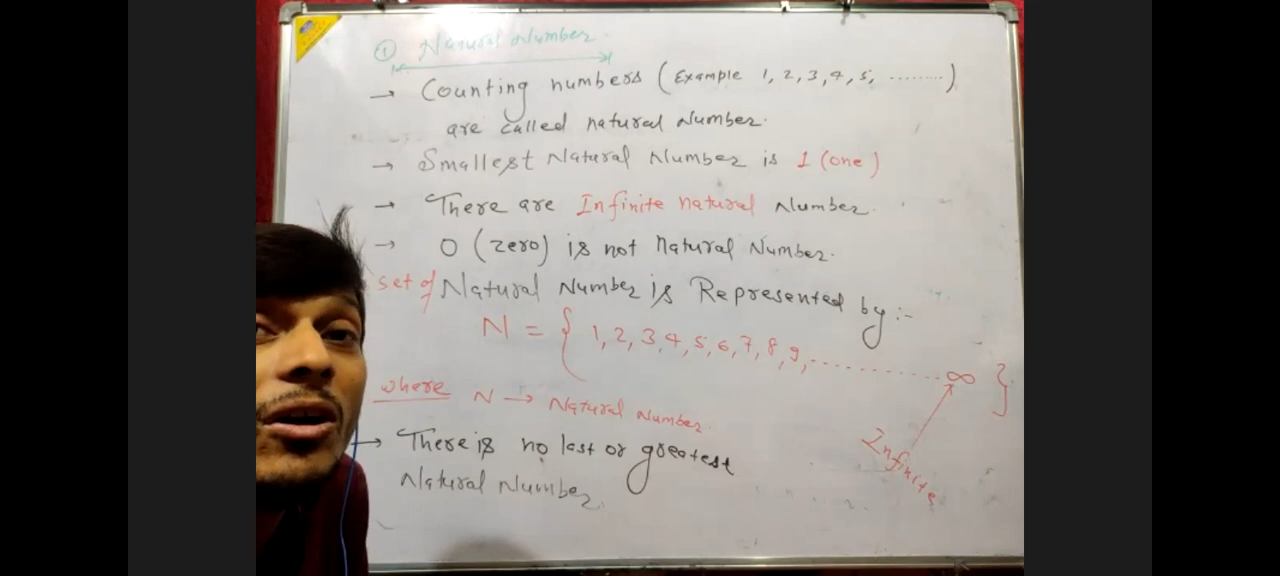 ① Natural Number.
→ Counting numbers (Example 1, 2, 3, 4, 5, .........)
are called natural Number.
→ Smallest Natural Number is 1 (one)
→ There are Infinite natural Number.
→ 0 (zero) is not Natural Number.
set of Natural Number is Represented by :-
N = { 1, 2, 3, 4, 5, 6, 7, 8, 9, .............. ∞ }
Infinite
where N → Natural Number
→ There is no last or greatest
Natural Number.